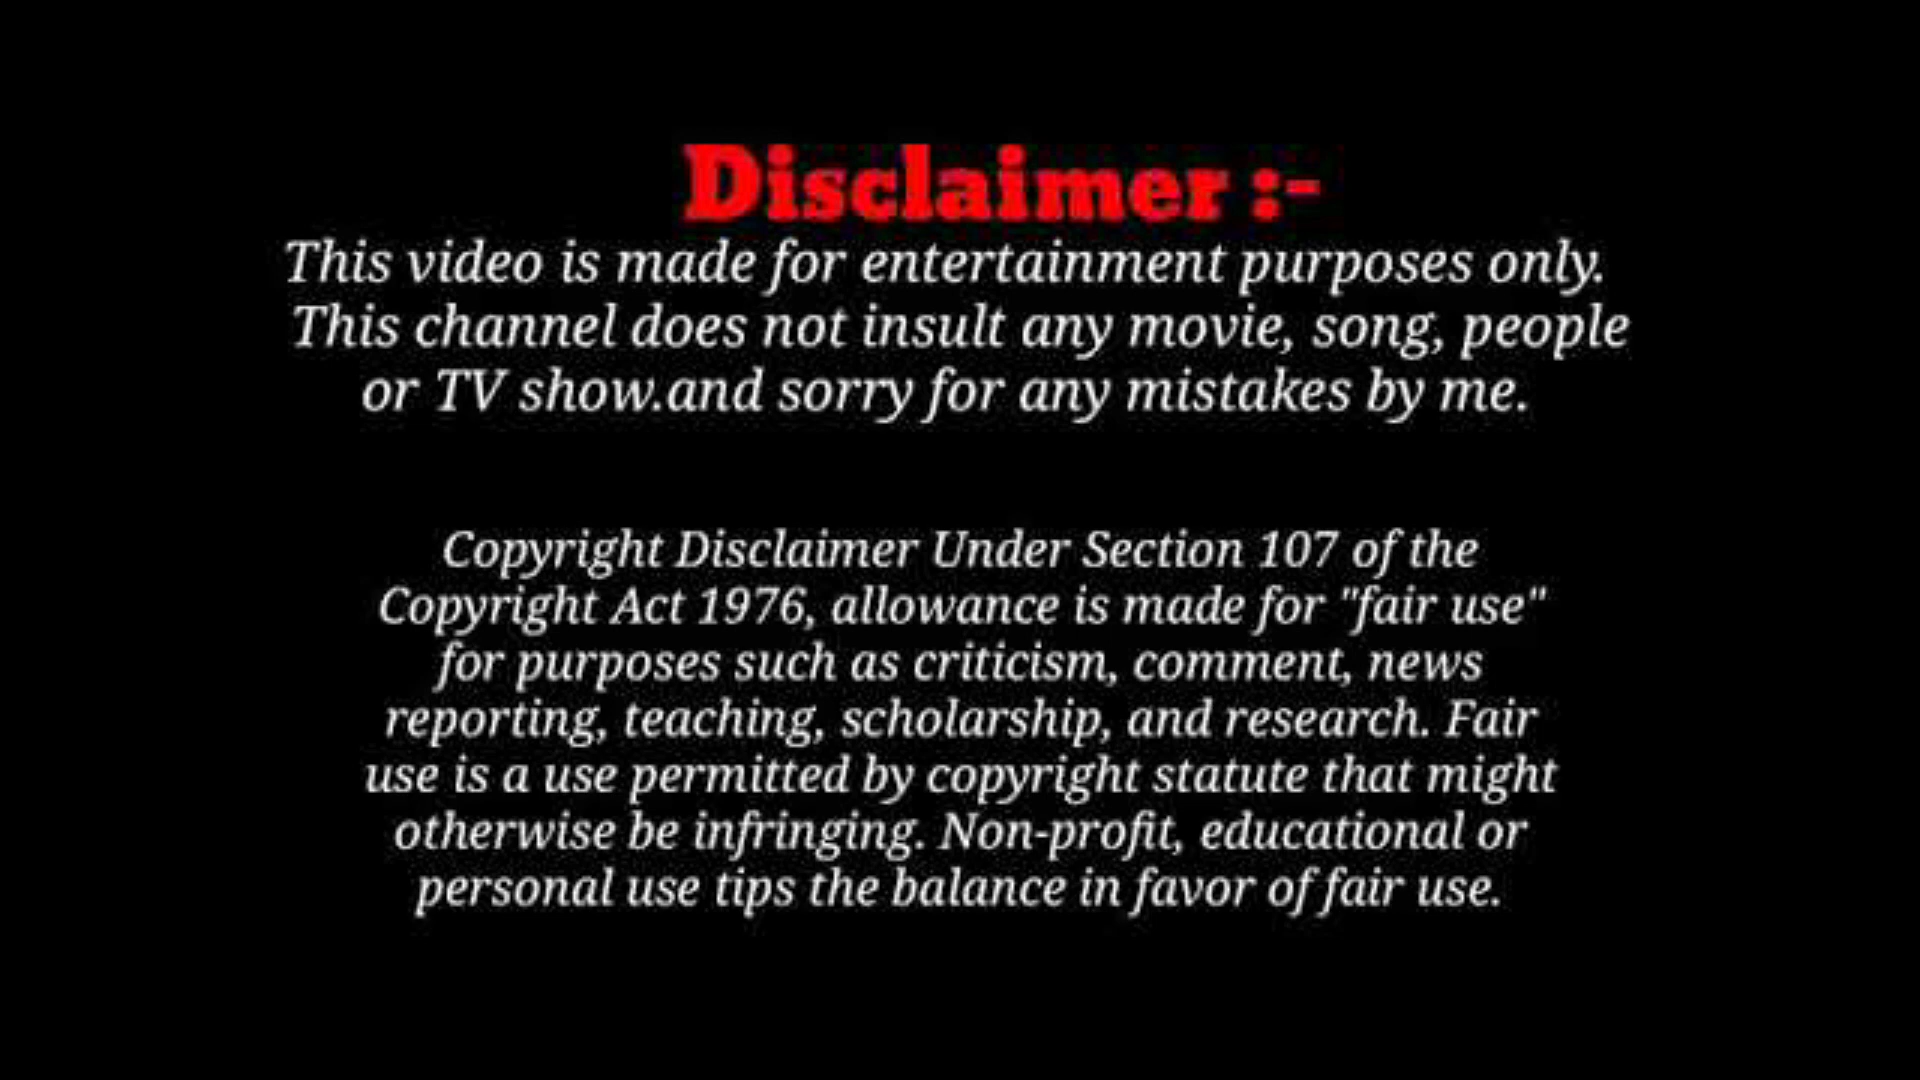 Disclaimer :-
This video is made for entertainment purposes only.
This channel does not insult any movie, song, people
or TV show.and sorry for any mistakes by me.
Copyright Disclaimer Under Section 107 of the
Copyright Act 1976, allowance is made for "fair use"
for purposes such as criticism, comment, news
reporting, teaching, scholarship, and research. Fair
use is a use permitted by copyright statute that might
otherwise be infringing. Non-profit, educational or
personal use tips the balance in favor of fair use.